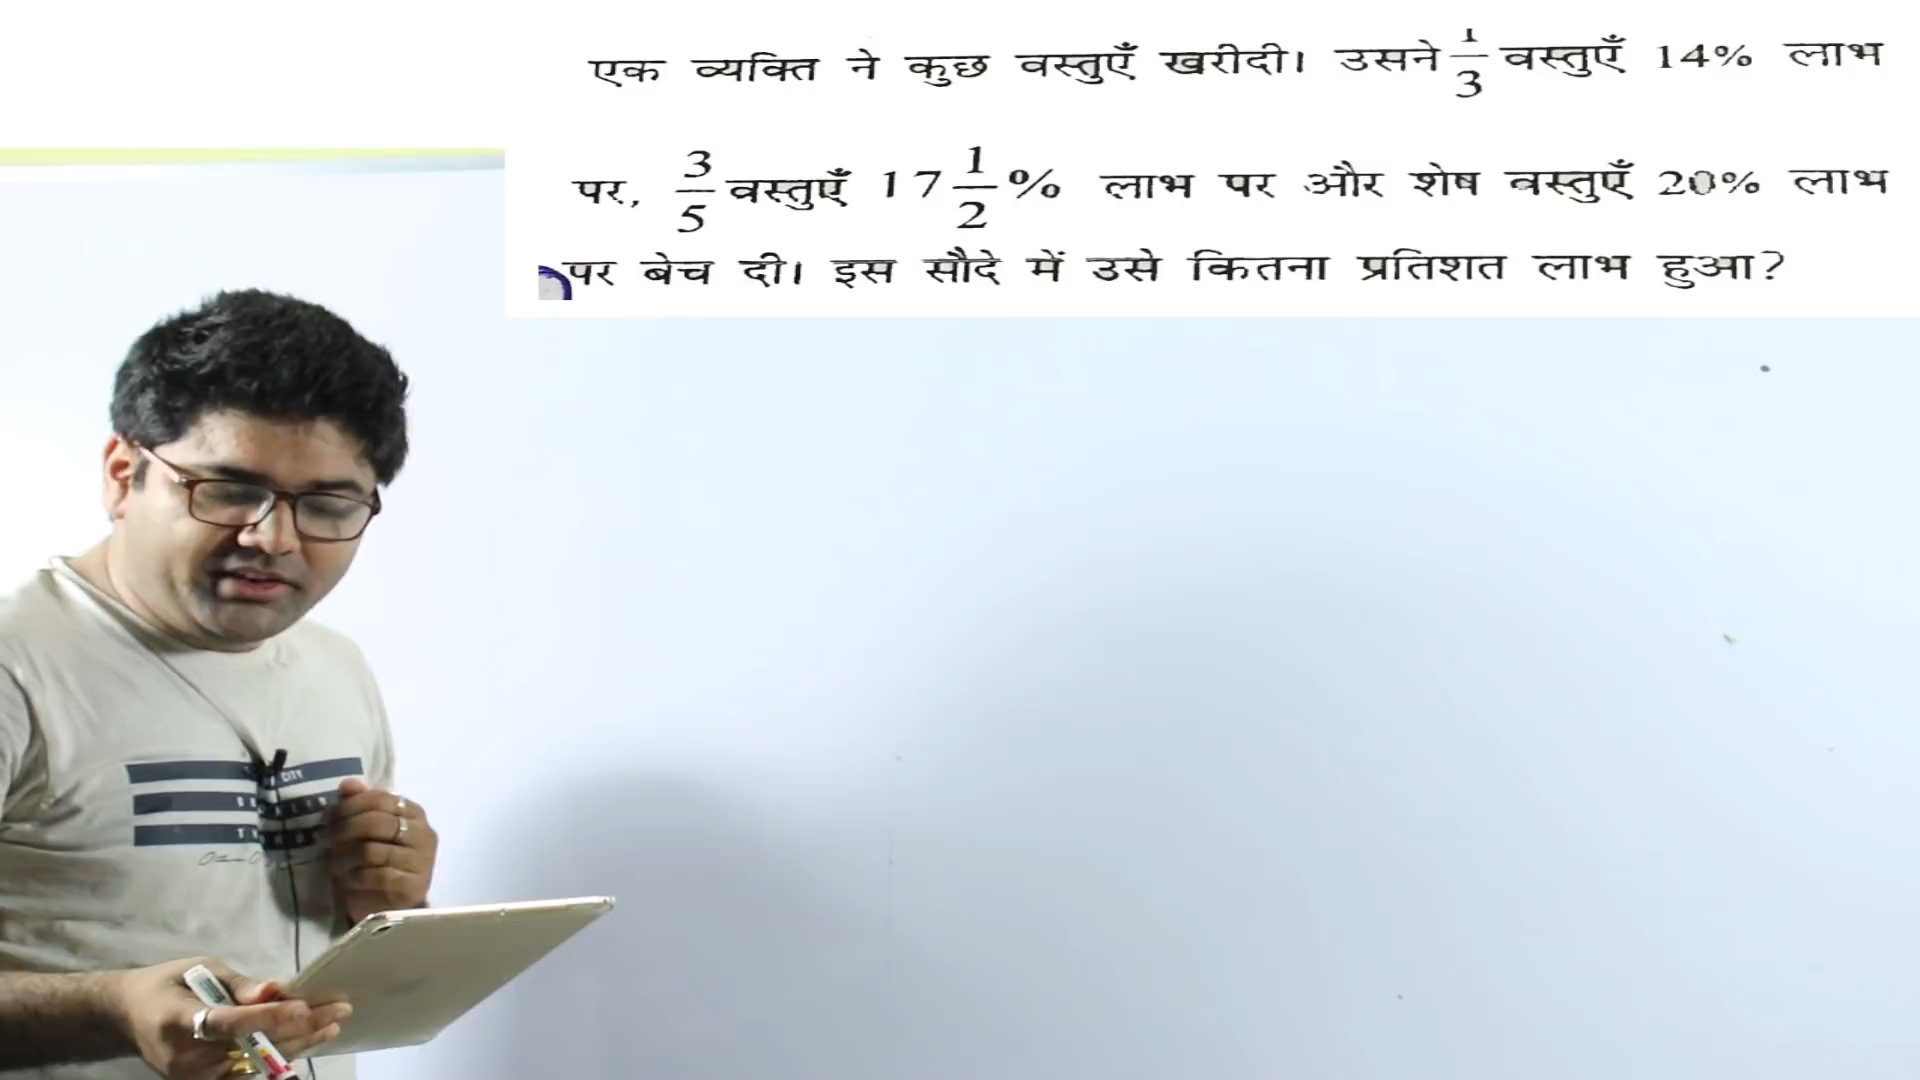 एक व्यक्ति ने कुछ वस्तुएँ खरीदी। उसने 1/3 वस्तुएँ 14% लाभ
पर, 3/5 वस्तुएँ 17 1/2 % लाभ पर और शेष वस्तुएँ 20% लाभ
पर बेच दी। इस सौदे में उसे कितना प्रतिशत लाभ हुआ?
CITY